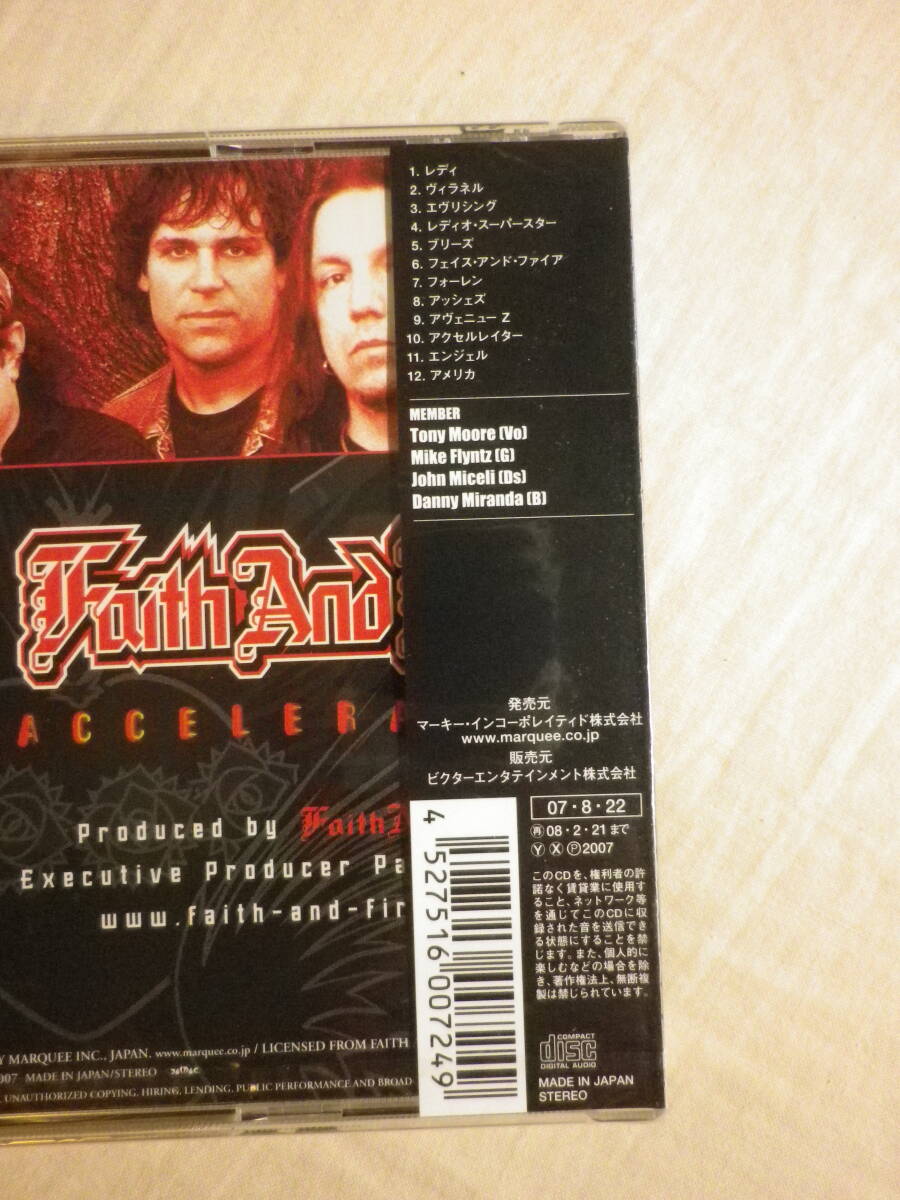 1. レディ
2. ヴィラネル
3. エヴリシング
4. レディオ・スーパースター
5. ブリーズ
6. フェイス・アンド・ファイア
7. フォーレン
8. アッシェズ
9. アヴェニュー Z
10. アクセルレイター
11. エンジェル
12. アメリカ
MEMBER
Tony Moore (Vo)
Mike Flyntz (G)
John Miceli (Ds)
Danny Miranda (B)
Faith And
ACCELERA
Produced by Faith
Executive Producer Pa
www.faith-and-fir
Y MARQUEE INC., JAPAN. www.marquee.co.jp / LICENSED FROM FAITH
007 MADE IN JAPAN/STEREO
UNAUTHORIZED COPYING, HIRING, LENDING, PUBLIC PERFORMANCE AND BROAD
発売元
マーキー・インコーポレイティド株式会社
www.marquee.co.jp
販売元
ビクターエンタテインメント株式会社
4 527516 007249
07・8・22
再 08・2・21まで
Ⓨ Ⓧ Ⓟ2007
このCDを、権利者の許
諾なく賃貸業に使用す
ること、ネットワーク等
を通じてこのCDに収
録された音を送信でき
る状態にすることを禁
じます。また、個人的に
楽しむなどの場合を除
き、著作権法上、無断複
製は禁じられています。
COMPACT
disc
DIGITAL AUDIO
MADE IN JAPAN
STEREO